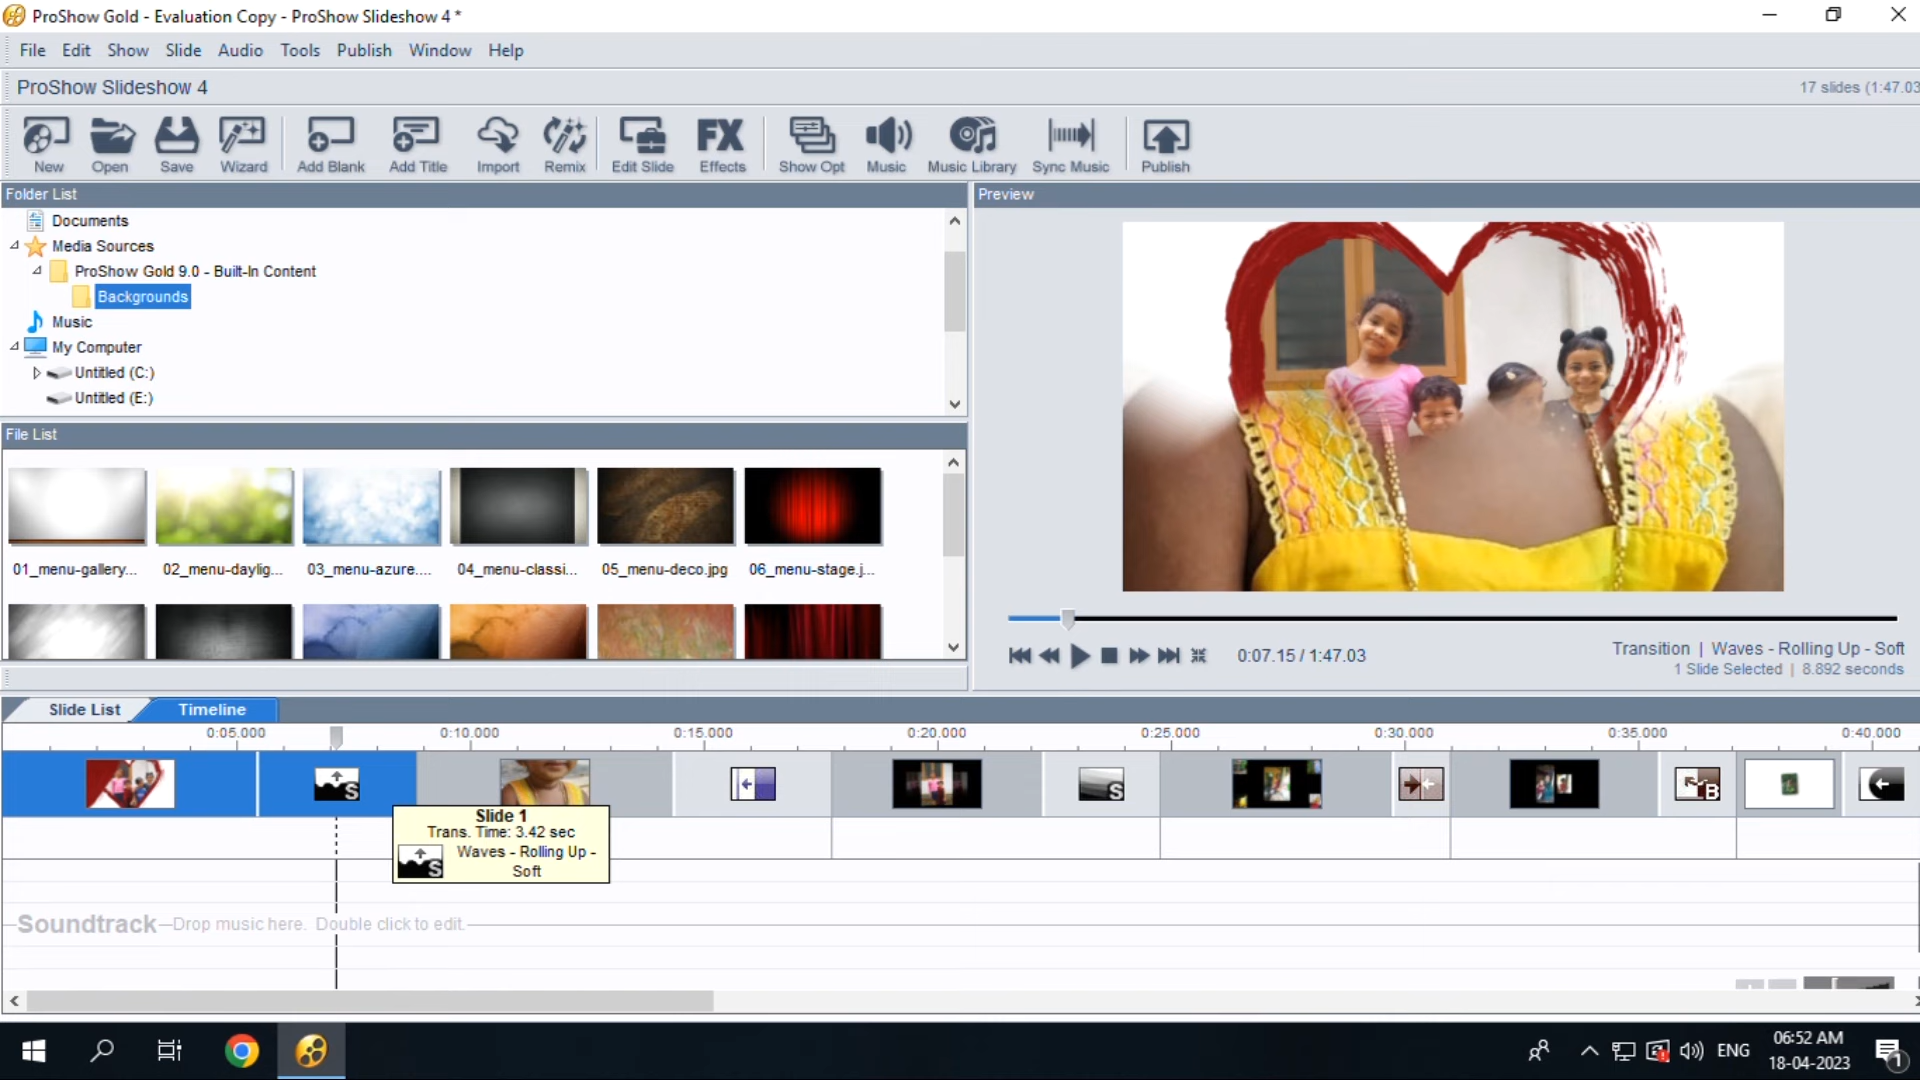 ProShow Gold - Evaluation Copy - ProShow Slideshow 4 *
File Edit Show Slide Audio Tools Publish Window Help
ProShow Slideshow 4
17 slides (1:47.03
New Open Save Wizard Add Blank Add Title Import Remix Edit Slide FX Effects Show Opt Music Music Library Sync Music Publish
Folder List
Preview
Documents
Media Sources
ProShow Gold 9.0 - Built-In Content
Backgrounds
Music
My Computer
Untitled (C:)
Untitled (E:)
File List
01_menu-gallery... 02_menu-daylig... 03_menu-azure.... 04_menu-classi... 05_menu-deco.jpg 06_menu-stage.j...
0:07.15 / 1:47.03
Transition | Waves - Rolling Up - Soft
1 Slide Selected | 8.892 seconds
Slide List Timeline
0:05.000 0:10.000 0:15.000 0:20.000 0:25.000 0:30.000 0:35.000 0:40.000
S S B
Slide 1
Trans. Time: 3.42 sec
S Waves - Rolling Up -
Soft
Soundtrack Drop music here. Double click to edit.
ENG
06:52 AM
18-04-2023
1